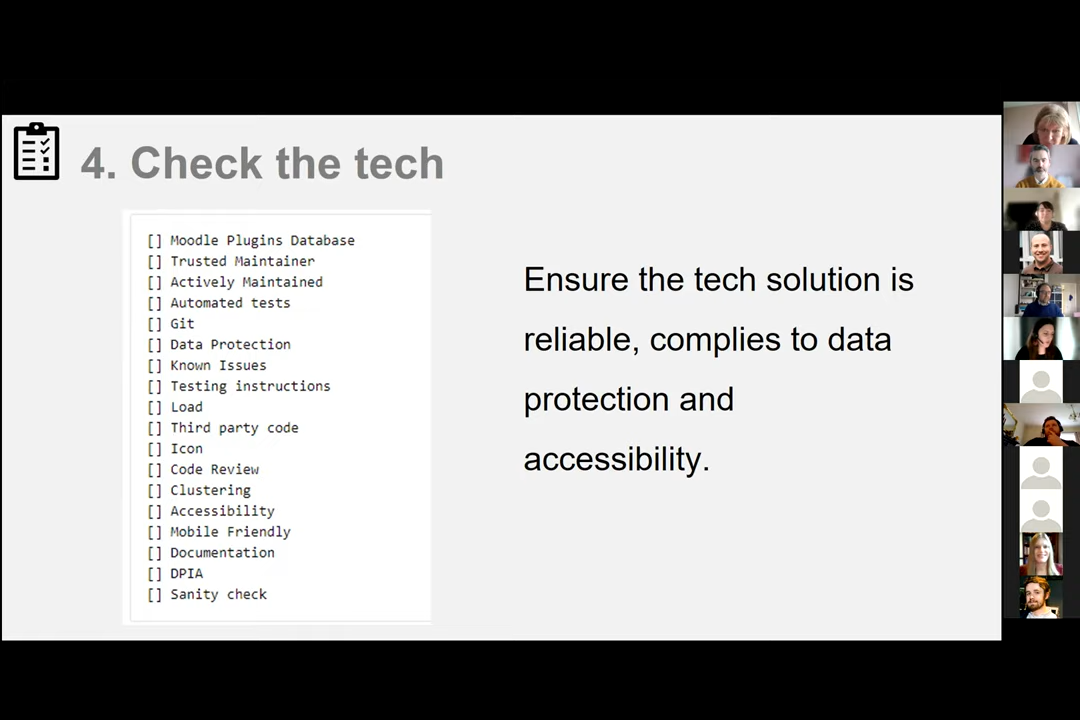 4. Check the tech
[] Moodle Plugins Database
[] Trusted Maintainer
[] Actively Maintained
[] Automated tests
[] Git
[] Data Protection
[] Known Issues
[] Testing instructions
[] Load
[] Third party code
[] Icon
[] Code Review
[] Clustering
[] Accessibility
[] Mobile Friendly
[] Documentation
[] DPIA
[] Sanity check
Ensure the tech solution is
reliable, complies to data
protection and
accessibility.